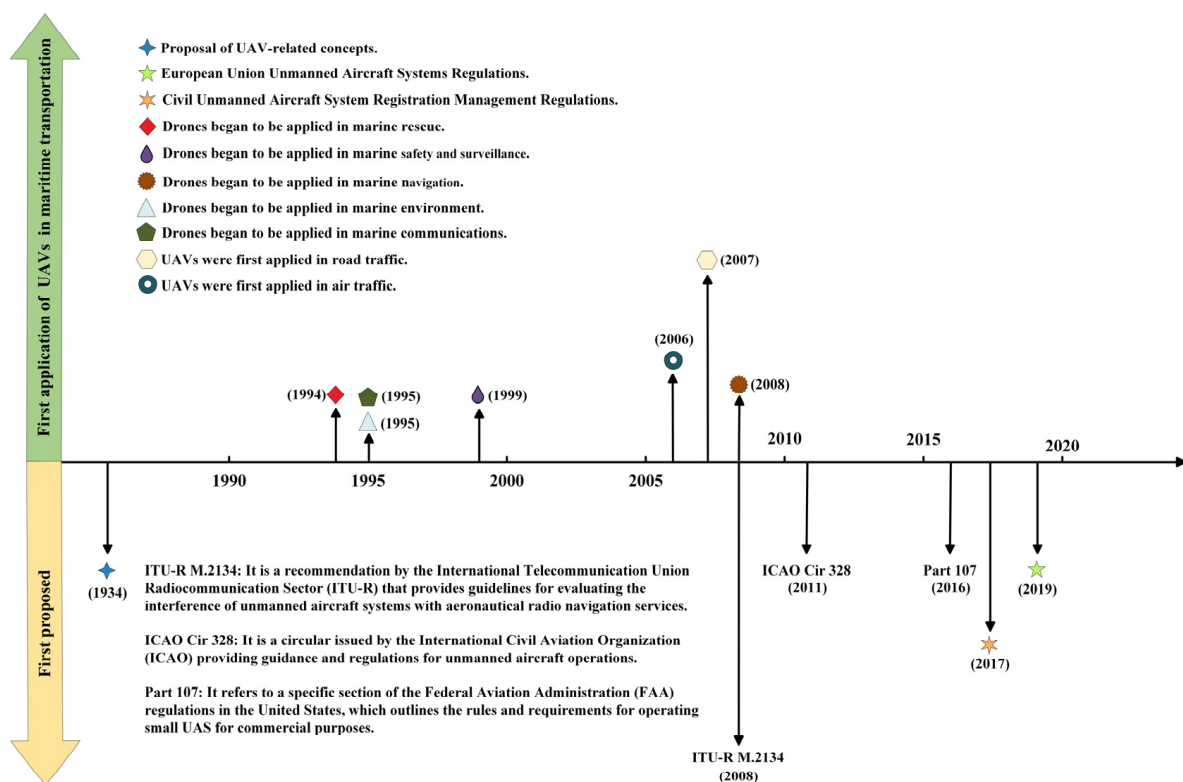 First application of UAVs in maritime transportation
First proposed
Proposal of UAV-related concepts.
European Union Unmanned Aircraft Systems Regulations.
Civil Unmanned Aircraft System Registration Management Regulations.
Drones began to be applied in marine rescue.
Drones began to be applied in marine safety and surveillance.
Drones began to be applied in marine navigation.
Drones began to be applied in marine environment.
Drones began to be applied in marine communications.
UAVs were first applied in road traffic.
UAVs were first applied in air traffic.
(2007)
(2006)
(2008)
(1994)
(1995)
(1999)
(1995)
1990
1995
2000
2005
2010
2015
2020
(1934)
ITU-R M.2134: It is a recommendation by the International Telecommunication Union
Radiocommunication Sector (ITU-R) that provides guidelines for evaluating the
interference of unmanned aircraft systems with aeronautical radio navigation services.
ICAO Cir 328: It is a circular issued by the International Civil Aviation Organization
(ICAO) providing guidance and regulations for unmanned aircraft operations.
Part 107: It refers to a specific section of the Federal Aviation Administration (FAA)
regulations in the United States, which outlines the rules and requirements for operating
small UAS for commercial purposes.
ICAO Cir 328
(2011)
Part 107
(2016)
(2019)
(2017)
ITU-R M.2134
(2008)